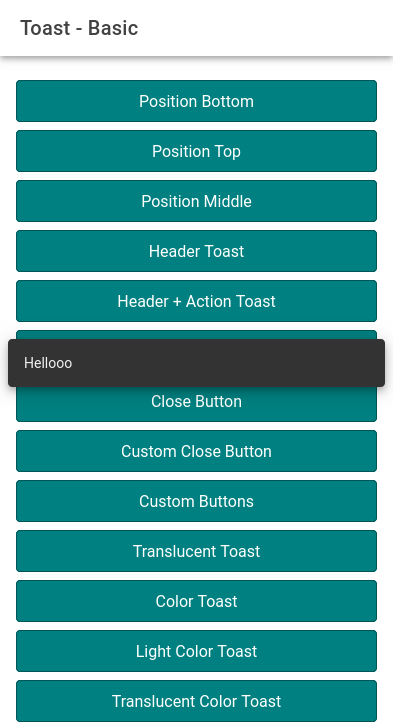 Toast - Basic
Position Bottom
Position Top
Position Middle
Header Toast
Header + Action Toast
Hellooo
Close Button
Custom Close Button
Custom Buttons
Translucent Toast
Color Toast
Light Color Toast
Translucent Color Toast